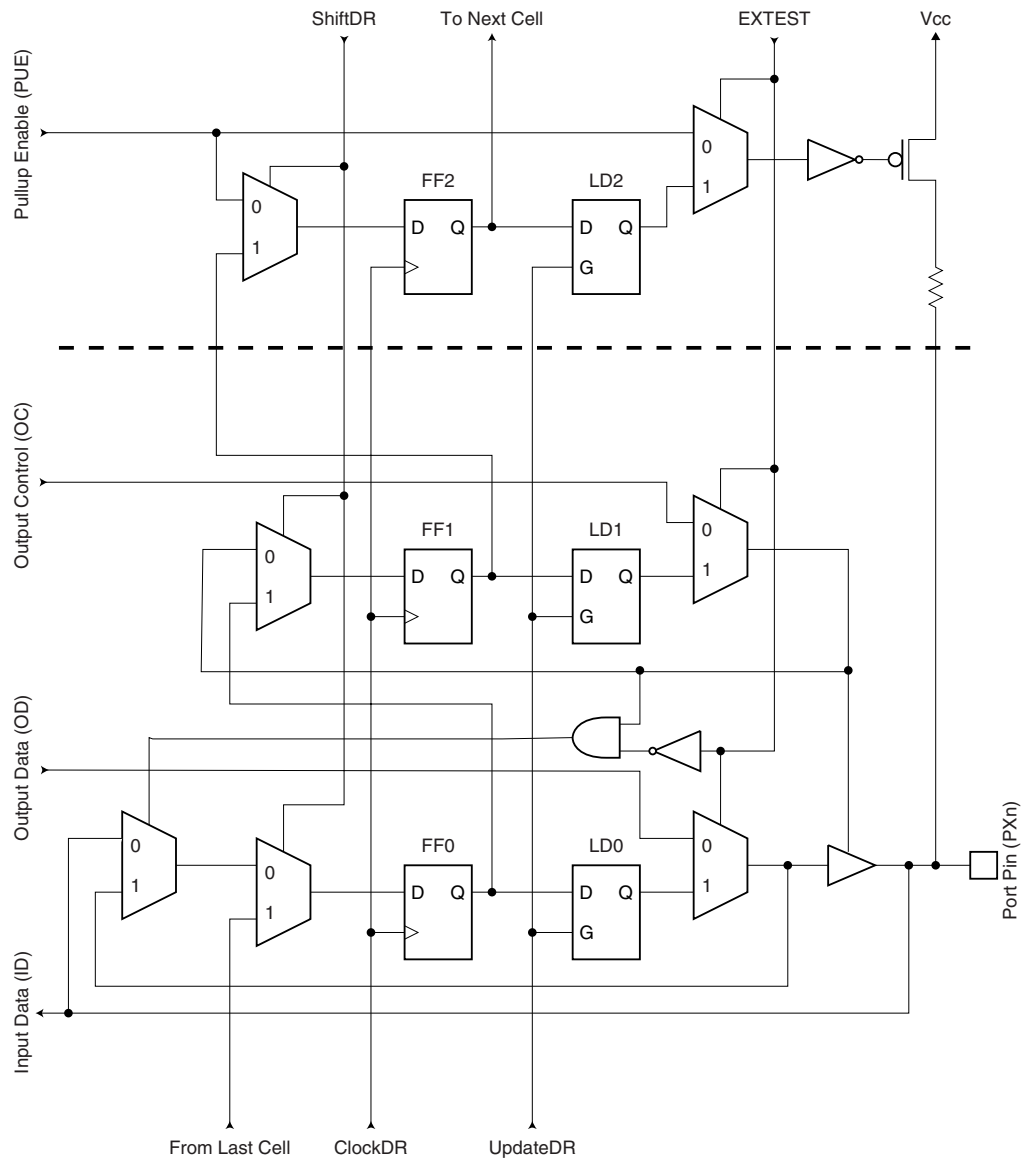 ShiftDR
To Next Cell
EXTEST
Vcc
Pullup Enable (PUE)
0
1
FF2
D Q
LD2
D Q
G
0
1
Output Control (OC)
0
1
FF1
D Q
LD1
D Q
G
0
1
Output Data (OD)
0
1
0
1
FF0
D Q
LD0
D Q
G
0
1
Port Pin (PXn)
Input Data (ID)
From Last Cell
ClockDR
UpdateDR